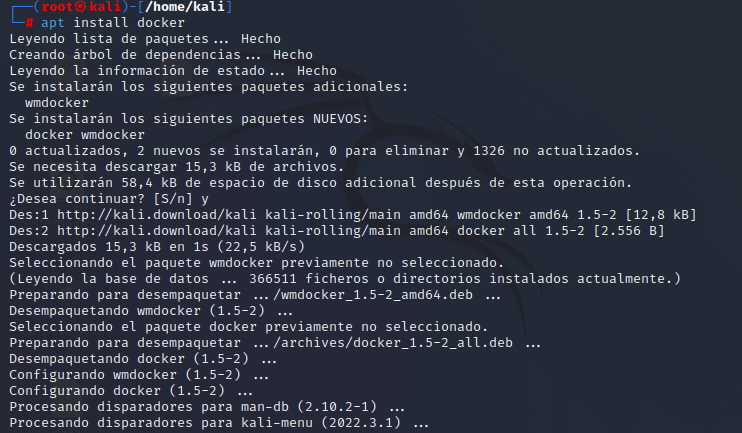 ┌──(root㉿kali)-[/home/kali]
└─# apt install docker
Leyendo lista de paquetes... Hecho
Creando árbol de dependencias... Hecho
Leyendo la información de estado... Hecho
Se instalarán los siguientes paquetes adicionales:
  wmdocker
Se instalarán los siguientes paquetes NUEVOS:
  docker wmdocker
0 actualizados, 2 nuevos se instalarán, 0 para eliminar y 1326 no actualizados.
Se necesita descargar 15,3 kB de archivos.
Se utilizarán 58,4 kB de espacio de disco adicional después de esta operación.
¿Desea continuar? [S/n] y
Des:1 http://kali.download/kali kali-rolling/main amd64 wmdocker amd64 1.5-2 [12,8 kB]
Des:2 http://kali.download/kali kali-rolling/main amd64 docker all 1.5-2 [2.556 B]
Descargados 15,3 kB en 1s (22,5 kB/s)
Seleccionando el paquete wmdocker previamente no seleccionado.
(Leyendo la base de datos ... 366511 ficheros o directorios instalados actualmente.)
Preparando para desempaquetar .../wmdocker_1.5-2_amd64.deb ...
Desempaquetando wmdocker (1.5-2) ...
Seleccionando el paquete docker previamente no seleccionado.
Preparando para desempaquetar .../archives/docker_1.5-2_all.deb ...
Desempaquetando docker (1.5-2) ...
Configurando wmdocker (1.5-2) ...
Configurando docker (1.5-2) ...
Procesando disparadores para man-db (2.10.2-1) ...
Procesando disparadores para kali-menu (2022.3.1) ...